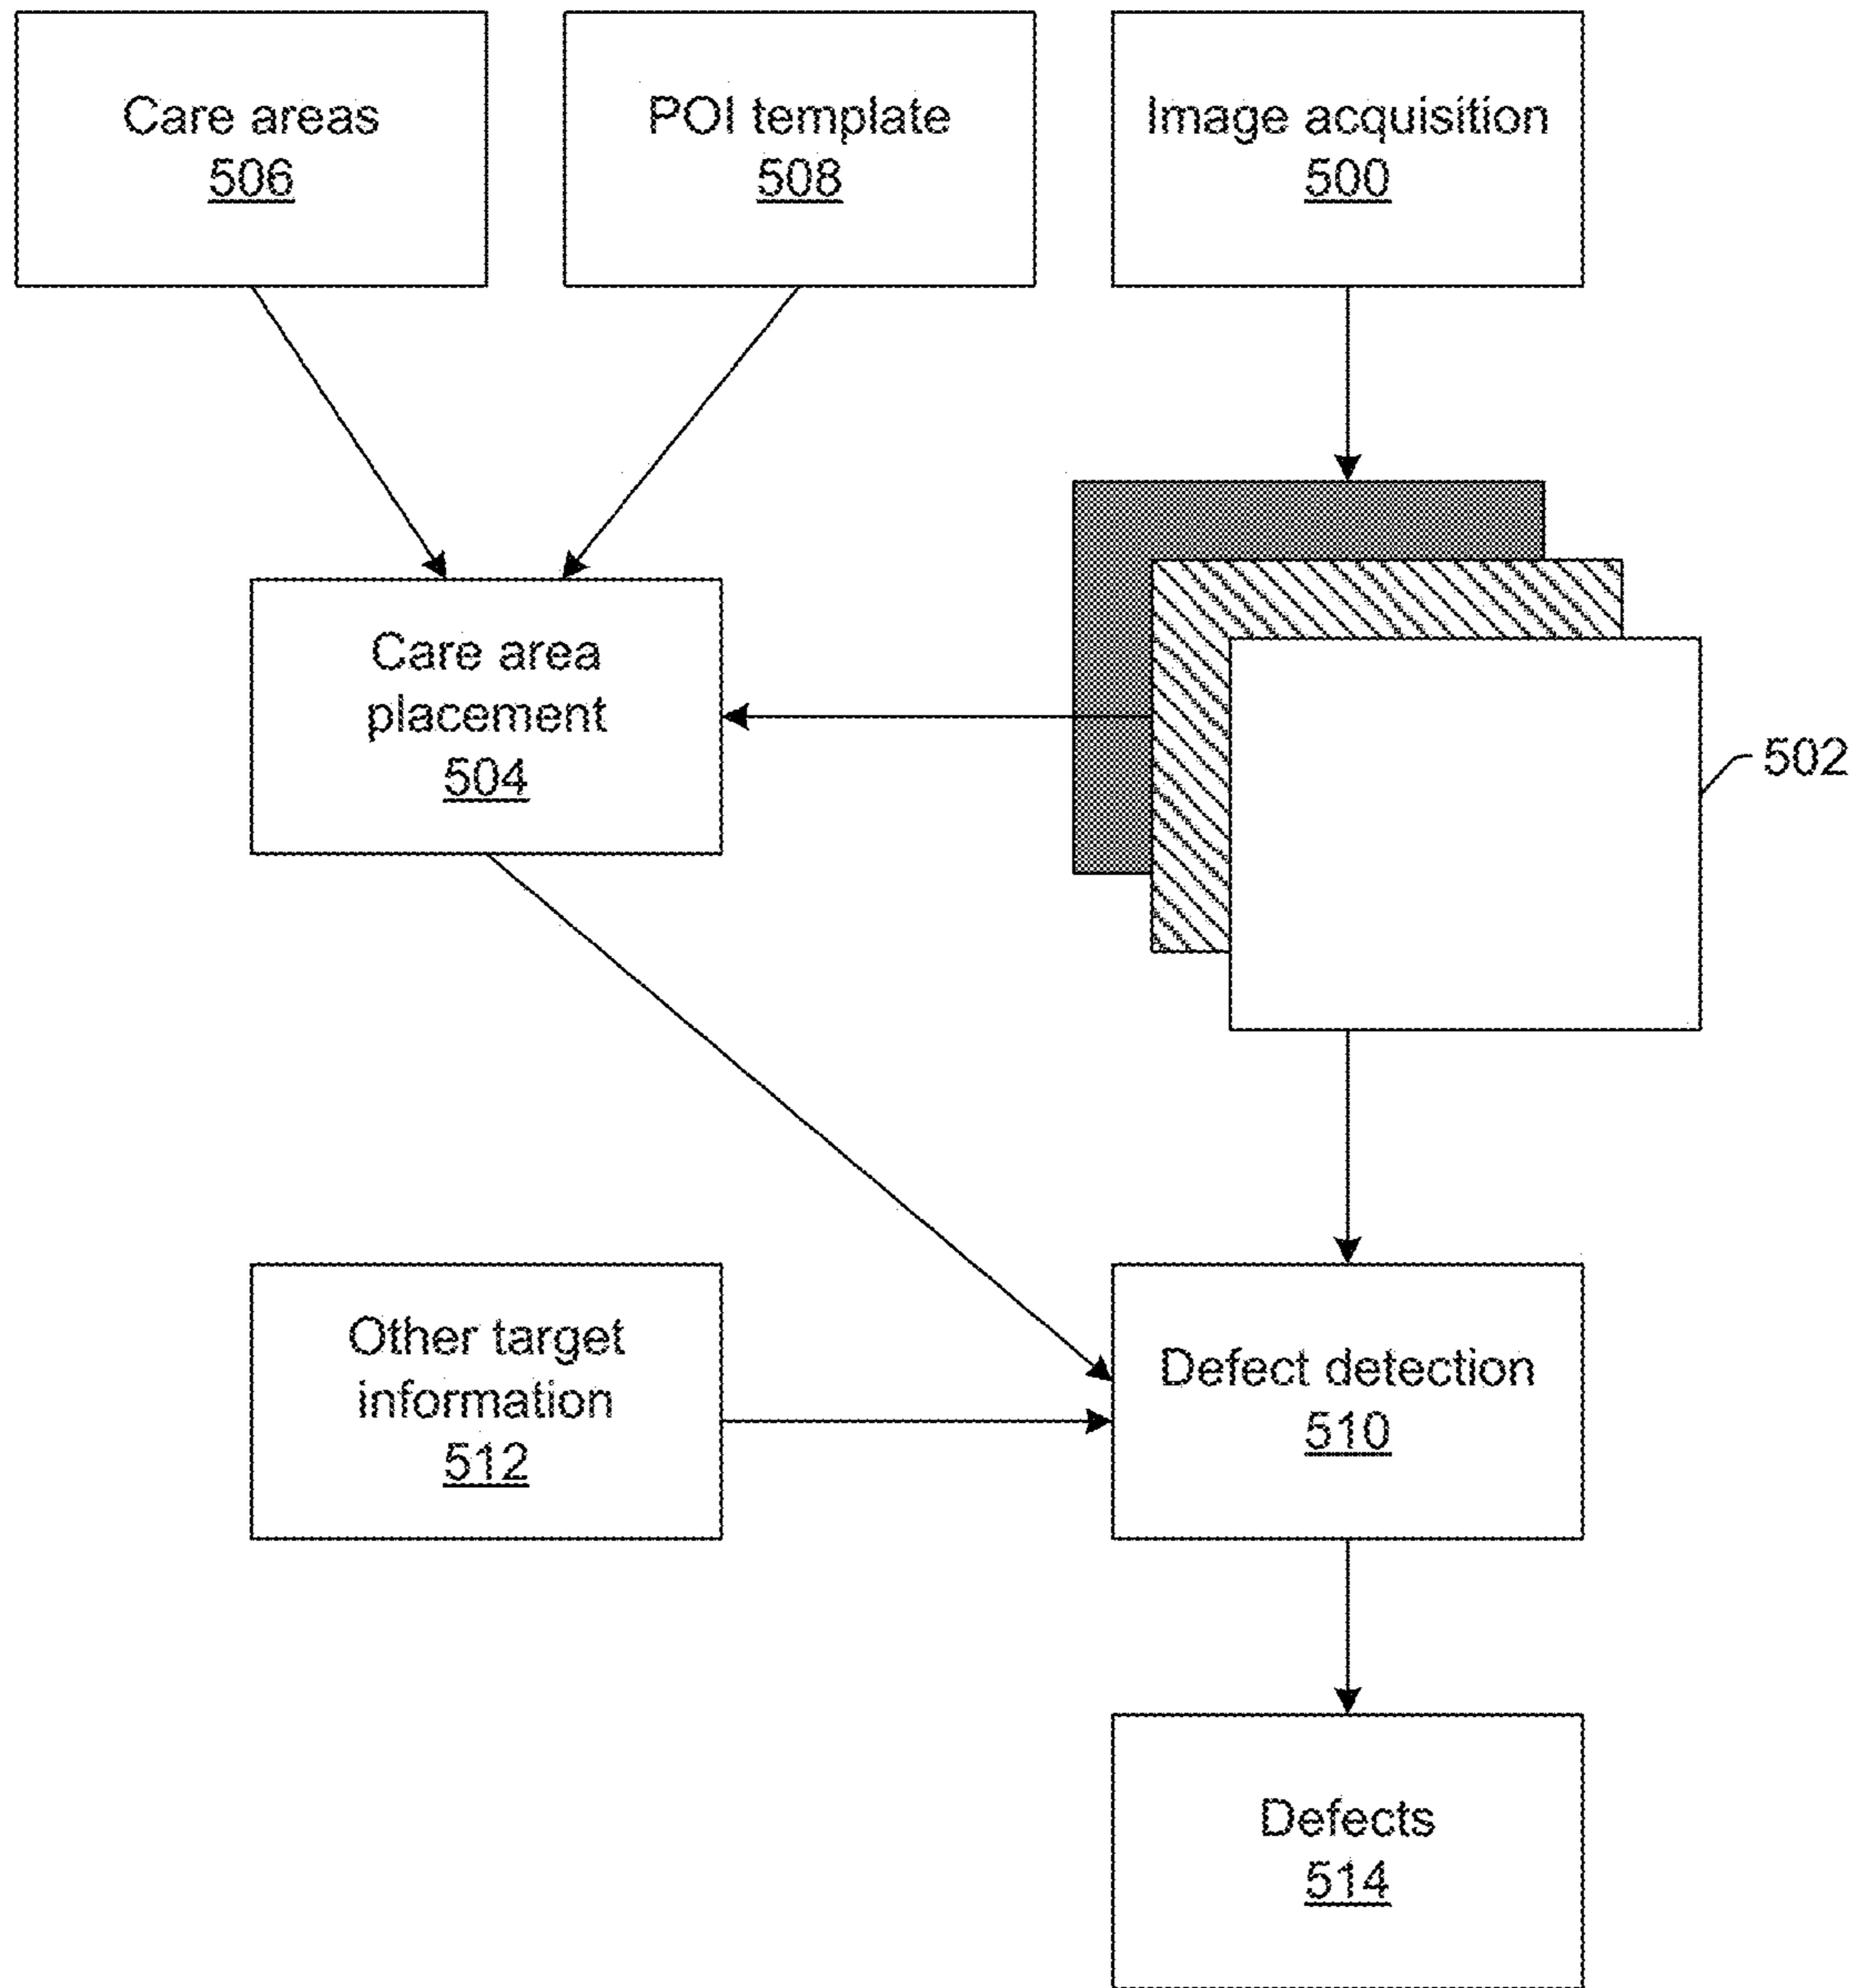 Care areas
506
POI template
508
Image acquisition
500
Care area
placement
504
502
Other target
information
512
Defect detection
510
Defects
514